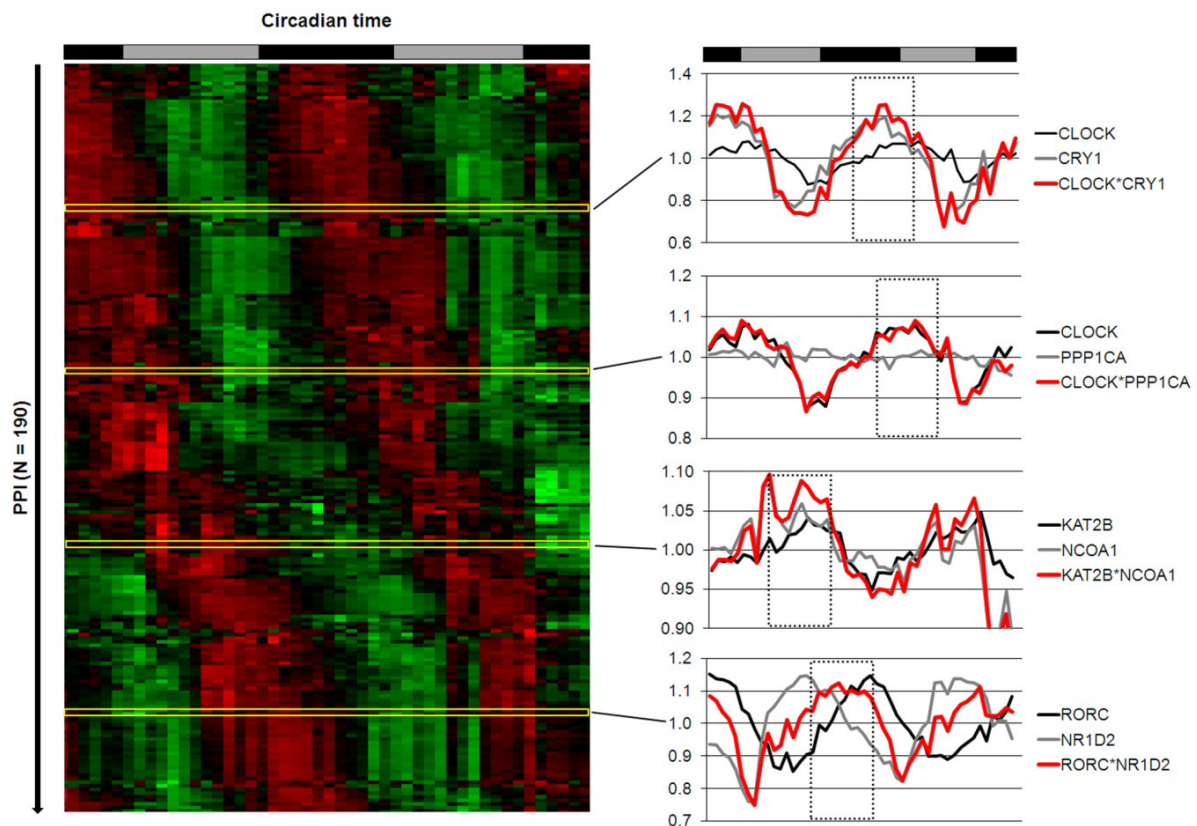 Circadian time
PPI (N = 190)
1.4
1.2
1.0
0.8
0.6
CLOCK
CRY1
CLOCK*CRY1
1.2
1.1
1.0
0.9
0.8
CLOCK
PPP1CA
CLOCK*PPP1CA
1.10
1.05
1.00
0.95
0.90
KAT2B
NCOA1
KAT2B*NCOA1
1.2
1.1
1.0
0.9
0.8
0.7
RORC
NR1D2
RORC*NR1D2